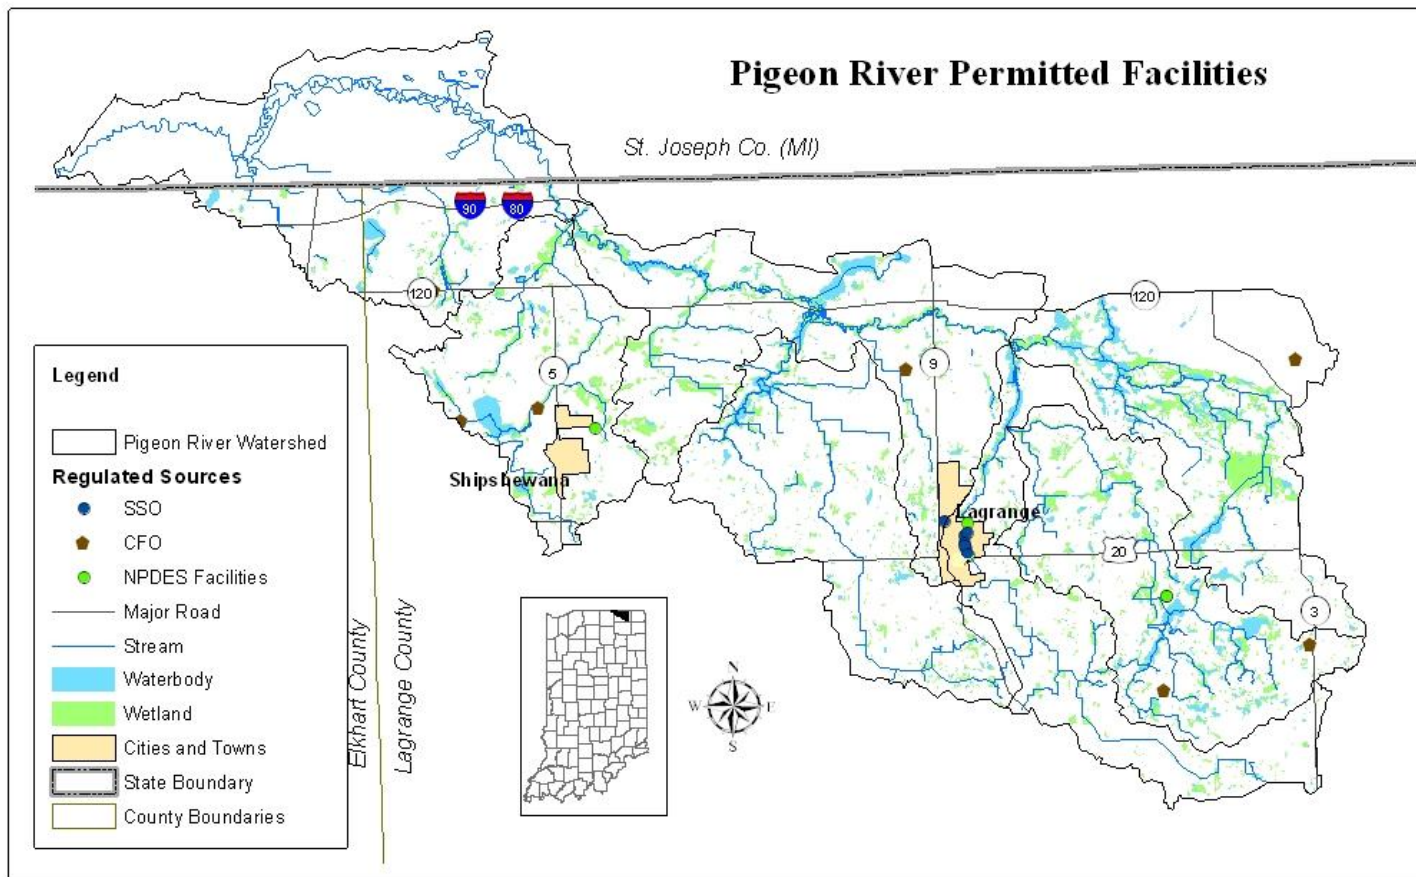 Pigeon River Permitted Facilities
St. Joseph Co. (MI)
90
80
120
120
5
9
Legend
Pigeon River Watershed
Regulated Sources
SSO
CFO
NPDES Facilities
Major Road
Stream
Waterbody
Wetland
Cities and Towns
State Boundary
County Boundaries
Shipshewana
Lagrange
20
3
Elkhart County
Lagrange County
N
W
E
S